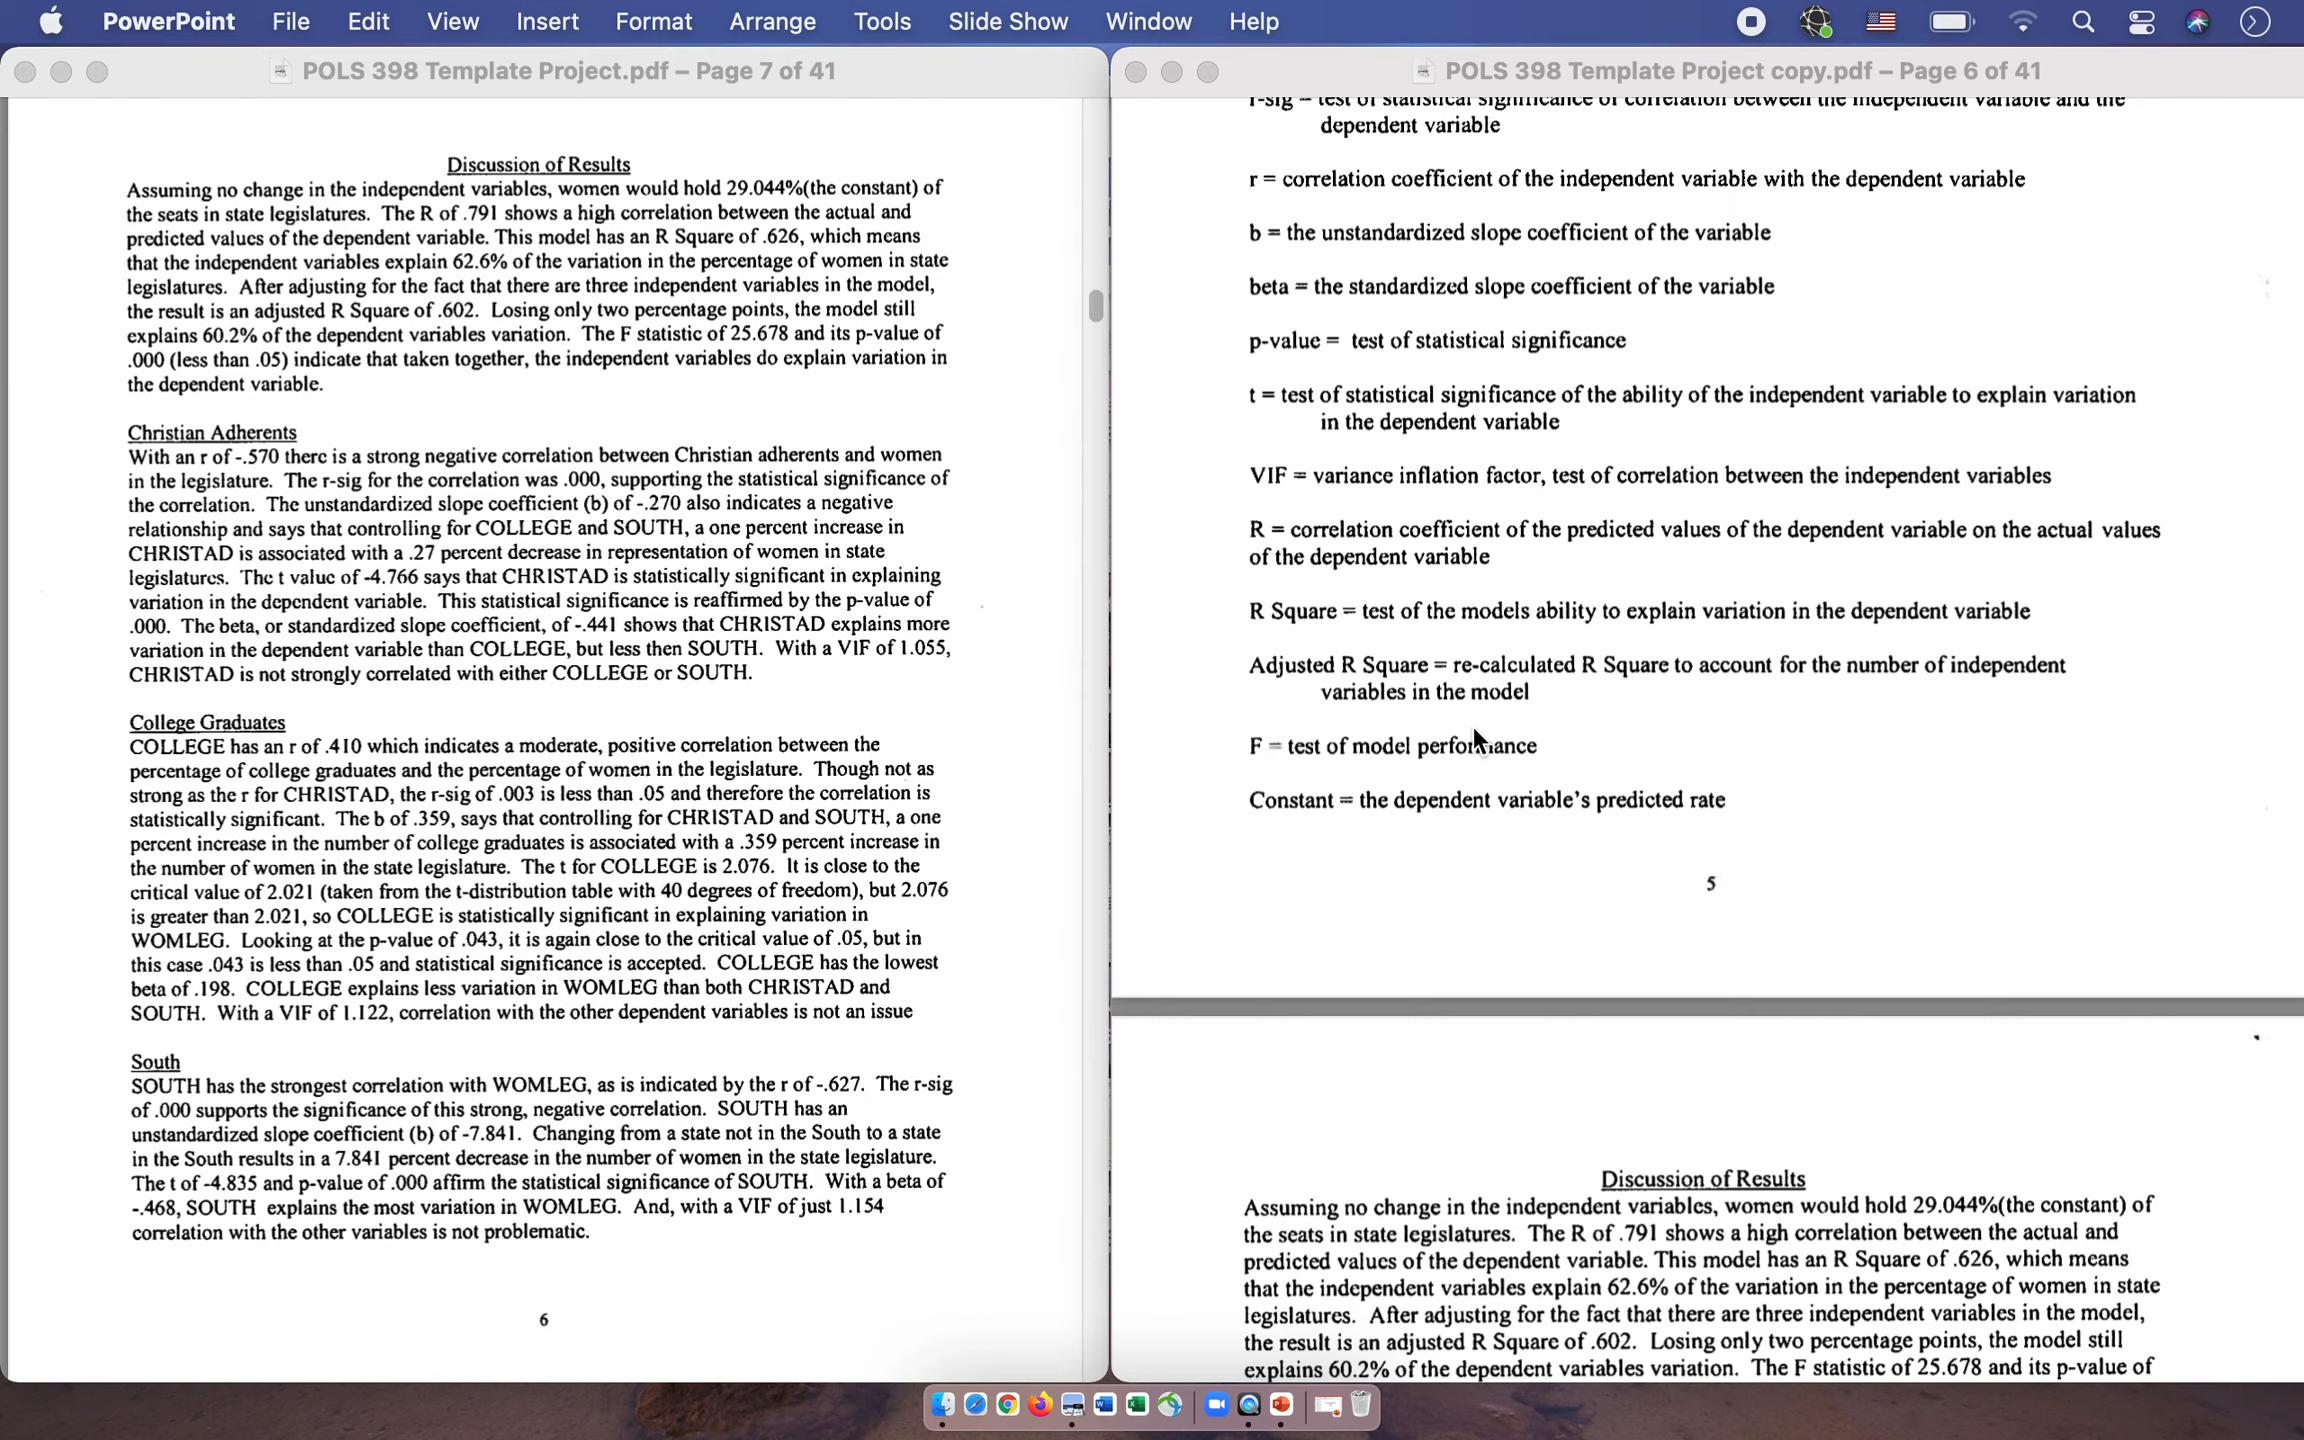 PowerPoint File Edit View Insert Format Arrange Tools Slide Show Window Help
POLS 398 Template Project.pdf – Page 7 of 41
Discussion of Results
Assuming no change in the independent variables, women would hold 29.044%(the constant) of
the seats in state legislatures. The R of .791 shows a high correlation between the actual and
predicted values of the dependent variable. This model has an R Square of .626, which means
that the independent variables explain 62.6% of the variation in the percentage of women in state
legislatures. After adjusting for the fact that there are three independent variables in the model,
the result is an adjusted R Square of .602. Losing only two percentage points, the model still
explains 60.2% of the dependent variables variation. The F statistic of 25.678 and its p-value of
.000 (less than .05) indicate that taken together, the independent variables do explain variation in
the dependent variable.
Christian Adherents
With an r of -.570 there is a strong negative correlation between Christian adherents and women
in the legislature. The r-sig for the correlation was .000, supporting the statistical significance of
the correlation. The unstandardized slope coefficient (b) of -.270 also indicates a negative
relationship and says that controlling for COLLEGE and SOUTH, a one percent increase in
CHRISTAD is associated with a .27 percent decrease in representation of women in state
legislatures. The t value of -4.766 says that CHRISTAD is statistically significant in explaining
variation in the dependent variable. This statistical significance is reaffirmed by the p-value of
.000. The beta, or standardized slope coefficient, of -.441 shows that CHRISTAD explains more
variation in the dependent variable than COLLEGE, but less then SOUTH. With a VIF of 1.055,
CHRISTAD is not strongly correlated with either COLLEGE or SOUTH.
College Graduates
COLLEGE has an r of .410 which indicates a moderate, positive correlation between the
percentage of college graduates and the percentage of women in the legislature. Though not as
strong as the r for CHRISTAD, the r-sig of .003 is less than .05 and therefore the correlation is
statistically significant. The b of .359, says that controlling for CHRISTAD and SOUTH, a one
percent increase in the number of college graduates is associated with a .359 percent increase in
the number of women in the state legislature. The t for COLLEGE is 2.076. It is close to the
critical value of 2.021 (taken from the t-distribution table with 40 degrees of freedom), but 2.076
is greater than 2.021, so COLLEGE is statistically significant in explaining variation in
WOMLEG. Looking at the p-value of .043, it is again close to the critical value of .05, but in
this case .043 is less than .05 and statistical significance is accepted. COLLEGE has the lowest
beta of .198. COLLEGE explains less variation in WOMLEG than both CHRISTAD and
SOUTH. With a VIF of 1.122, correlation with the other dependent variables is not an issue
South
SOUTH has the strongest correlation with WOMLEG, as is indicated by the r of -.627. The r-sig
of .000 supports the significance of this strong, negative correlation. SOUTH has an
unstandardized slope coefficient (b) of -7.841. Changing from a state not in the South to a state
in the South results in a 7.841 percent decrease in the number of women in the state legislature.
The t of -4.835 and p-value of .000 affirm the statistical significance of SOUTH. With a beta of
-.468, SOUTH explains the most variation in WOMLEG. And, with a VIF of just 1.154
correlation with the other variables is not problematic.
6
POLS 398 Template Project copy.pdf – Page 6 of 41
r-sig = test of statistical significance of correlation between the independent variable and the
dependent variable
r = correlation coefficient of the independent variable with the dependent variable
b = the unstandardized slope coefficient of the variable
beta = the standardized slope coefficient of the variable
p-value = test of statistical significance
t = test of statistical significance of the ability of the independent variable to explain variation
in the dependent variable
VIF = variance inflation factor, test of correlation between the independent variables
R = correlation coefficient of the predicted values of the dependent variable on the actual values
of the dependent variable
R Square = test of the models ability to explain variation in the dependent variable
Adjusted R Square = re-calculated R Square to account for the number of independent
variables in the model
F = test of model performance
Constant = the dependent variable's predicted rate
5
Discussion of Results
Assuming no change in the independent variables, women would hold 29.044%(the constant) of
the seats in state legislatures. The R of .791 shows a high correlation between the actual and
predicted values of the dependent variable. This model has an R Square of .626, which means
that the independent variables explain 62.6% of the variation in the percentage of women in state
legislatures. After adjusting for the fact that there are three independent variables in the model,
the result is an adjusted R Square of .602. Losing only two percentage points, the model still
explains 60.2% of the dependent variables variation. The F statistic of 25.678 and its p-value of